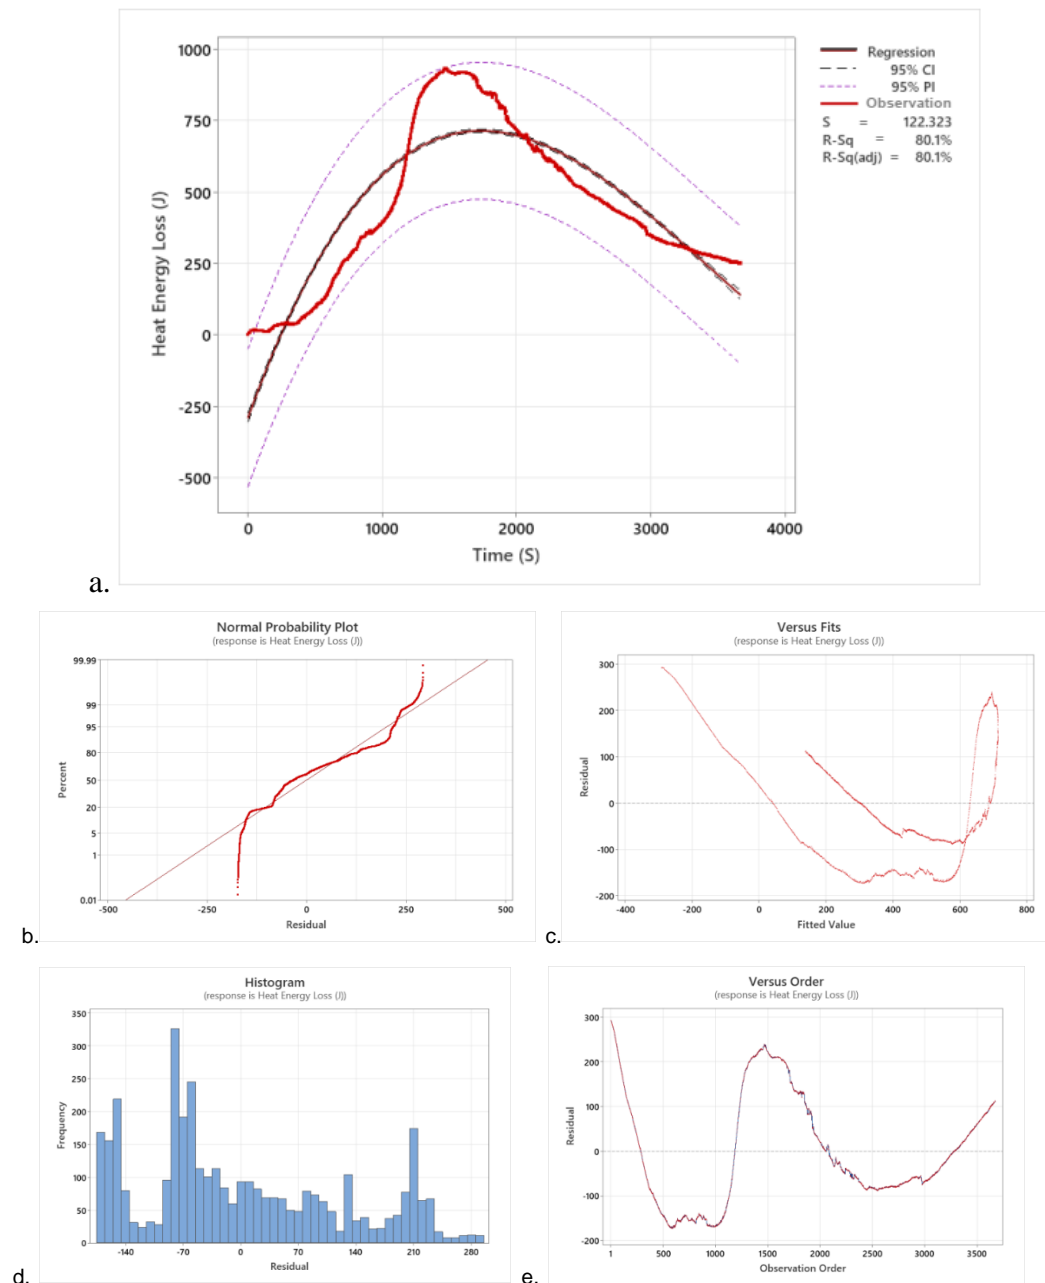 1000
750
500
250
0
-250
-500
Heat Energy Loss (J)
0 1000 2000 3000 4000
Time (S)
Regression
95% CI
95% PI
Observation
S = 122.323
R-Sq = 80.1%
R-Sq(adj) = 80.1%
a.
Normal Probability Plot
(response is Heat Energy Loss (J))
99.99
99
95
80
50
20
5
1
0.01
Percent
-500 -250 0 250 500
Residual
b.
Versus Fits
(response is Heat Energy Loss (J))
300
200
100
0
-100
-200
Residual
-400 -200 0 200 400 600 800
Fitted Value
c.
Histogram
(response is Heat Energy Loss (J))
350
300
250
200
150
100
50
0
Frequency
-140 -70 0 70 140 210 280
Residual
d.
Versus Order
(response is Heat Energy Loss (J))
300
200
100
0
-100
-200
Residual
1 500 1000 1500 2000 2500 3000 3500
Observation Order
e.